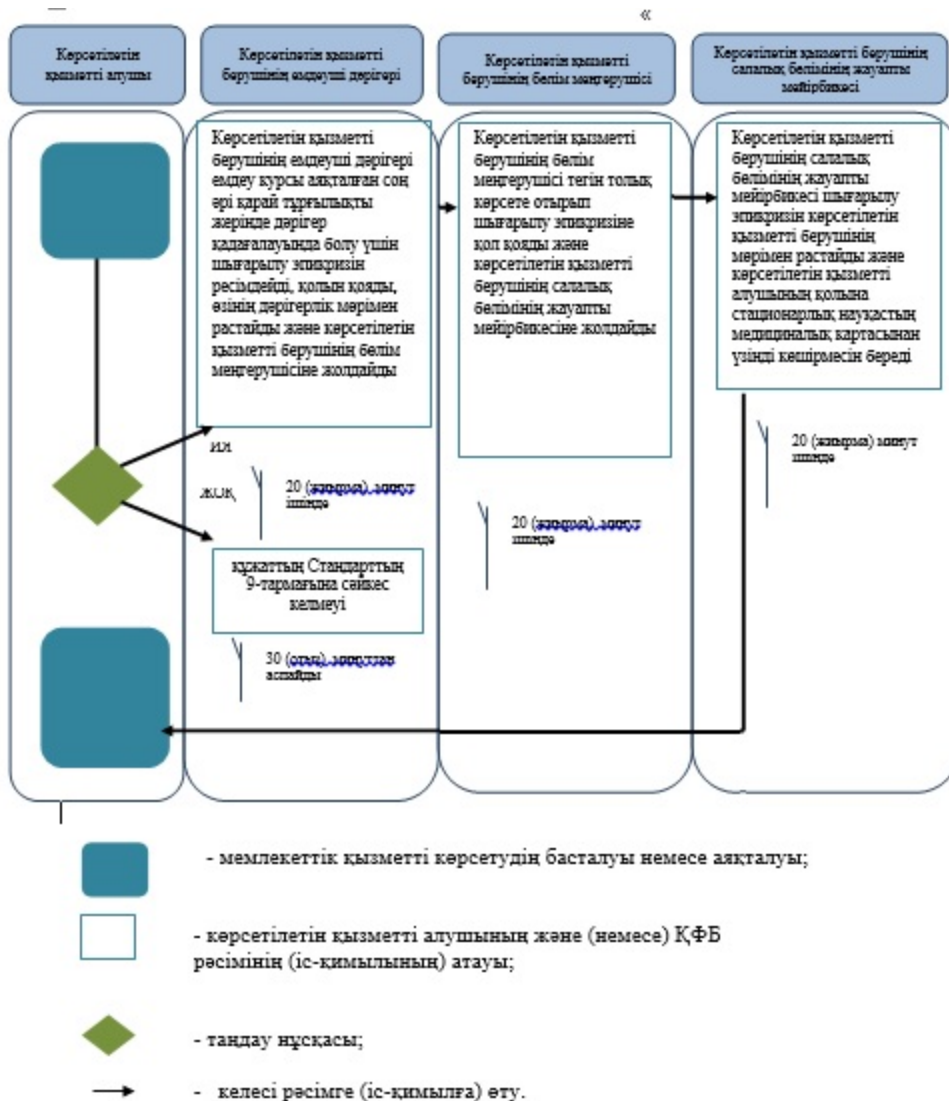 «
Көрсетілетін
қызметті алушы
Көрсетілетін қызметті
берушінің емдеуші дәрігері
Көрсетілетін қызметті
берушінің бөлім меңгерушісі
Көрсетілетін қызметті берушінің
салалық бөлімінің жауапты
мейірбикесі
Көрсетілетін қызметті
берушінің емдеуші дәрігері
емдеу курсы аяқталған соң
әрі қарай тұрғылықты
жерінде дәрігер
қадағалауында болу үшін
шығарылу эпикризін
ресімдейді, қолын қояды,
өзінің дәрігерлік мөрімен
растайды және көрсетілетін
қызметті берушінің бөлім
меңгерушісіне жолдайды
Көрсетілетін қызметті
берушінің бөлім
меңгерушісі тегін толық
көрсете отырып
шығарылу эпикризіне
қол қояды және
көрсетілетін қызметті
берушінің салалық
бөлімінің жауапты
мейірбикесіне жолдайды
Көрсетілетін қызметті
берушінің салалық
бөлімінің жауапты
мейірбикесі шығарылу
эпикризін көрсетілетін
қызметті берушінің
мөрімен растайды және
көрсетілетін қызметті
алушының қолына
стационарлық науқастың
медициналық картасынан
үзінді көшірмесін береді
ИЯ
ЖОҚ
20 (жиырма) минут
ішінде
20 (жиырма) минут
ішінде
20 (жиырма) минут
ішінде
құжаттың Стандарттың
9-тармағына сәйкес
келмеуі
30 (отыз) минуттан
аспайды
- мемлекеттік қызметті көрсетудің басталуы немесе аяқталуы;
- көрсетілетін қызметті алушының және (немесе) ҚФБ
рәсімінің (іс-қимылының) атауы;
- таңдау нұсқасы;
- келесі рәсімге (іс-қимылға) өту.